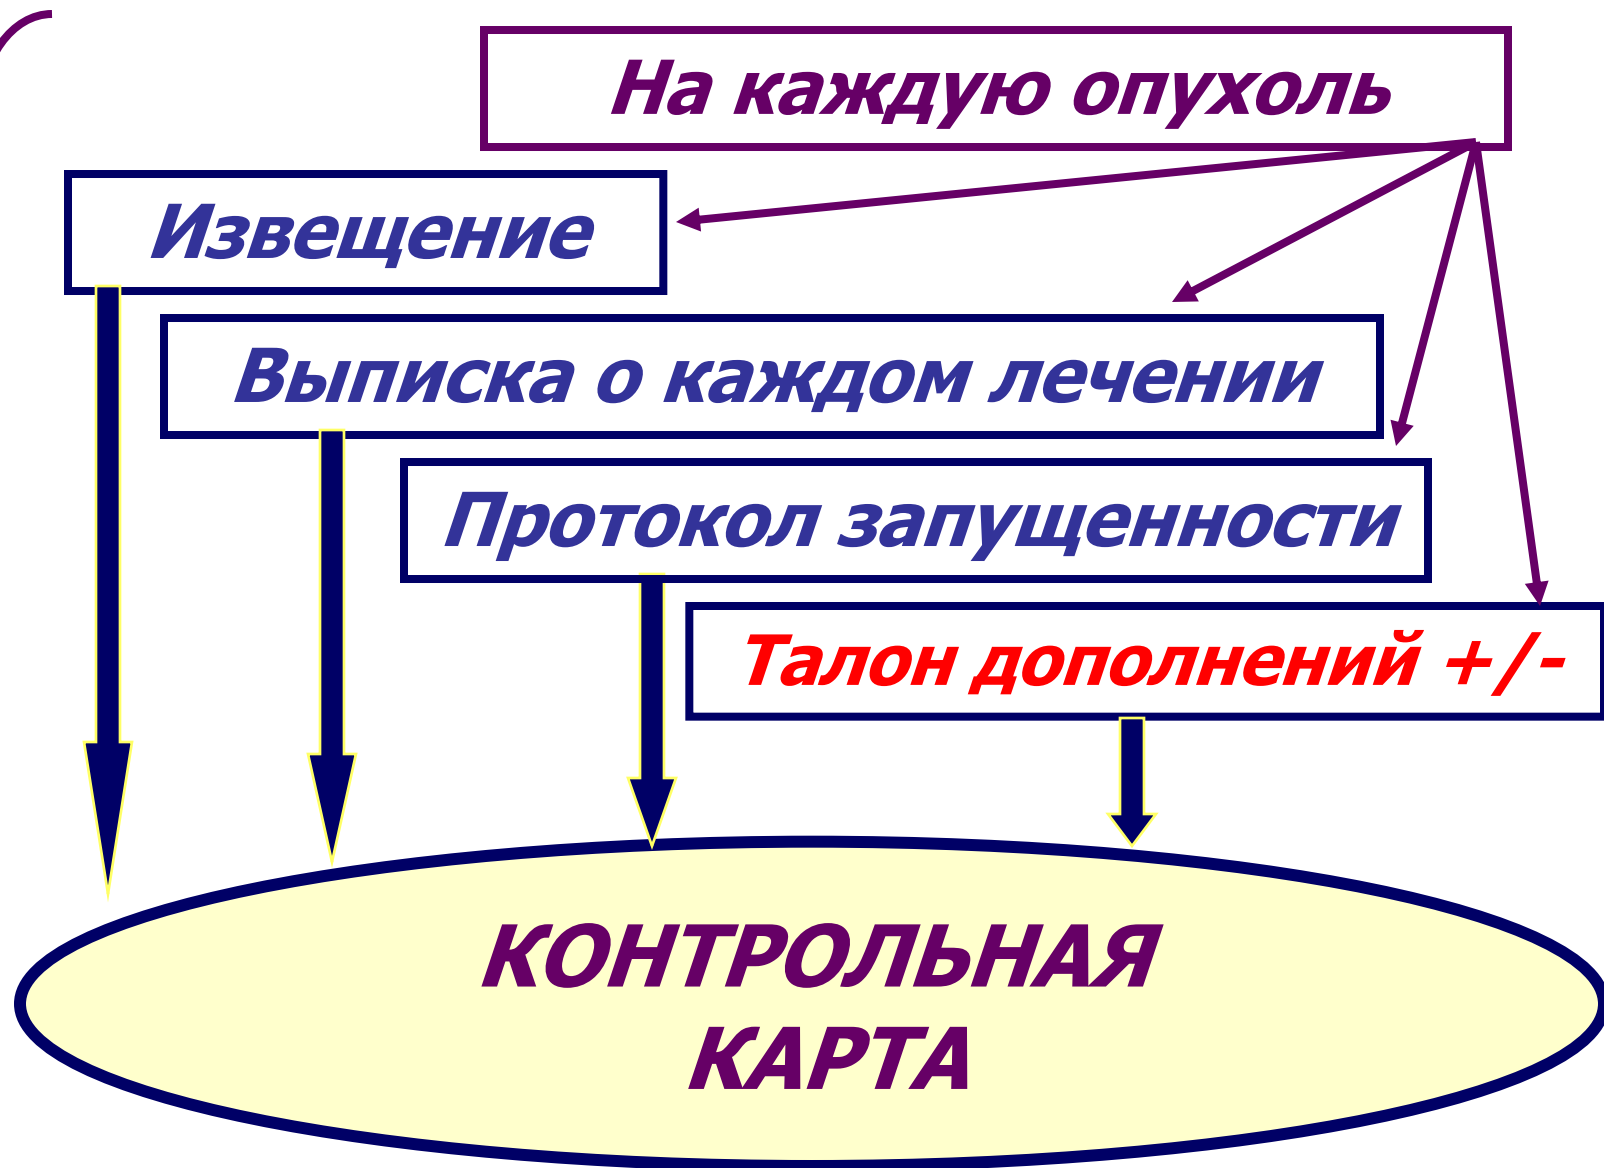 На каждую опухоль
Извещение
Выписка о каждом лечении
Протокол запущенности
Талон дополнений +/-
КОНТРОЛЬНАЯ
КАРТА